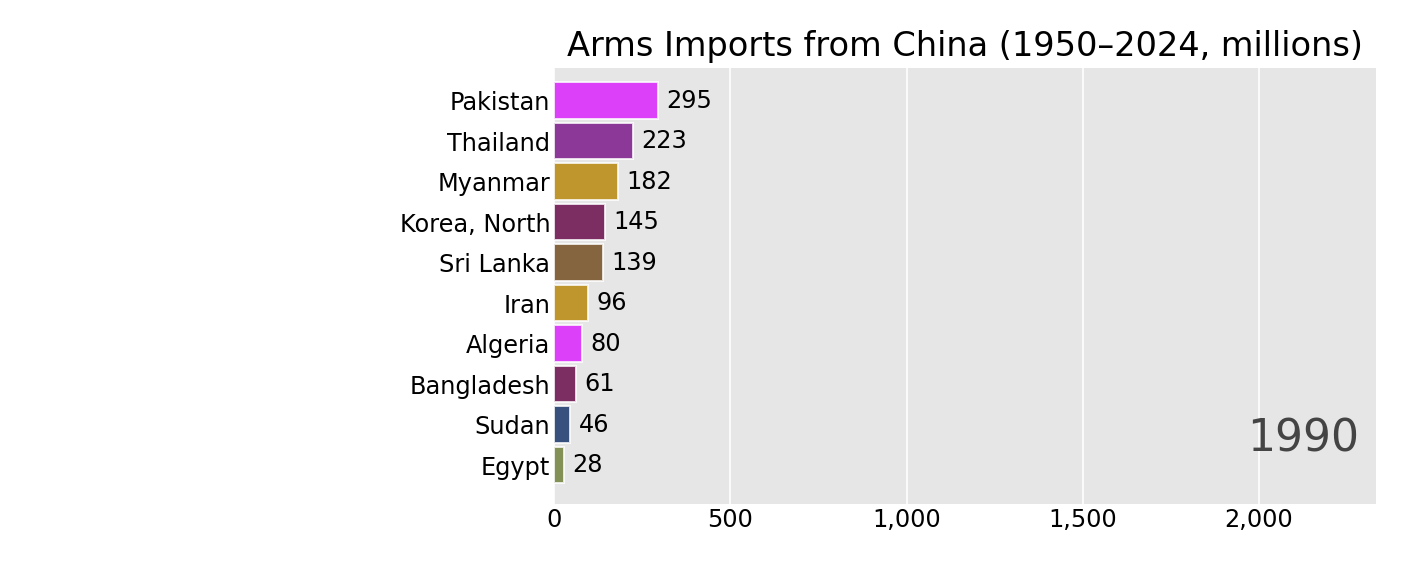 Arms Imports from China (1950–2024, millions)
Pakistan 295
Thailand 223
Myanmar 182
Korea, North 145
Sri Lanka 139
Iran 96
Algeria 80
Bangladesh 61
Sudan 46
Egypt 28
1990
0 500 1,000 1,500 2,000